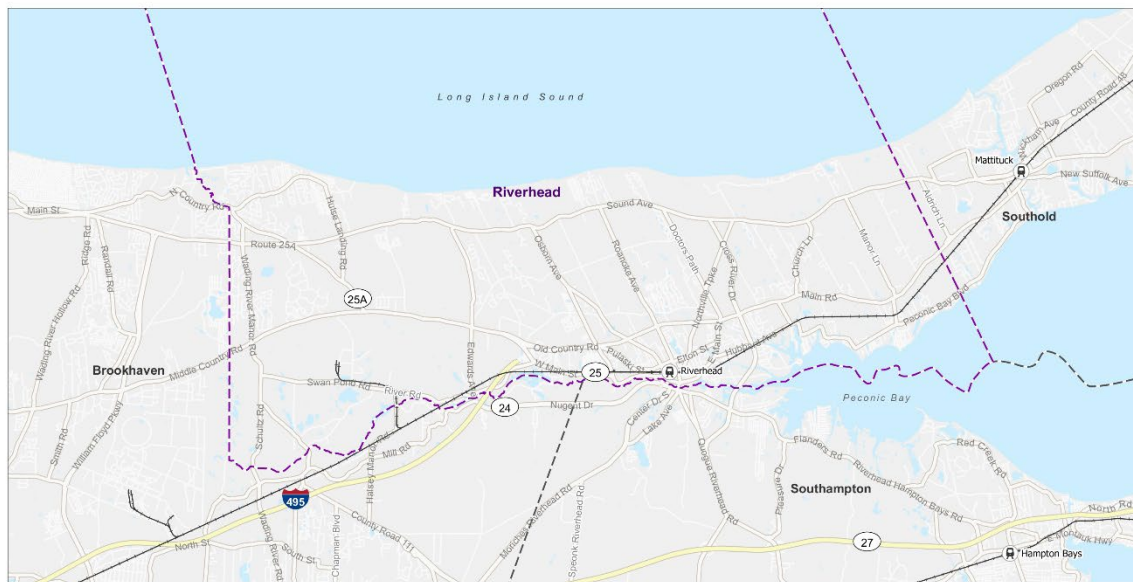 Long Island Sound
Oregon Rd
County Road 48
Wickham Ave
Mattituck
New Suffolk Ave
Southold
Riverhead
N Country Rd
Main St
Hulse Landing Rd
Sound Ave
Aldrich Ln
Ridge Rd
Randall Rd
Route 25A
Wading River Manor Rd
Osborn Ave
Roanoke Ave
Doctors Path
Cross River Dr
Northville Tpke
Church Ln
Manor Ln
Wading River Hollow Rd
25A
Main Rd
Peconic Bay Blvd
Middle Country Rd
Brookhaven
Edwards Ave
Old Country Rd
Pulaski St
Elton St
E Main St
Hubbard Ave
W Main St
25
Riverhead
Swan Pond Rd
River Rd
24
Nugent Dr
Peconic Bay
Center Dr S
Lake Ave
William Floyd Pkwy
Smith Rd
Schultz Rd
Halsey Manor Rd
Mill Rd
Flanders Rd
Red Creek Rd
Riverhead Hampton Bays Rd
Southampton
Quogue Riverhead Rd
Pleasure Dr
495
Moriches Riverhead Rd
Speonk Riverhead Rd
North Rd
County Road 111
Chapman Blvd
South St
Wading River Rd
North St
27
E Montauk Hwy
Hampton Bays